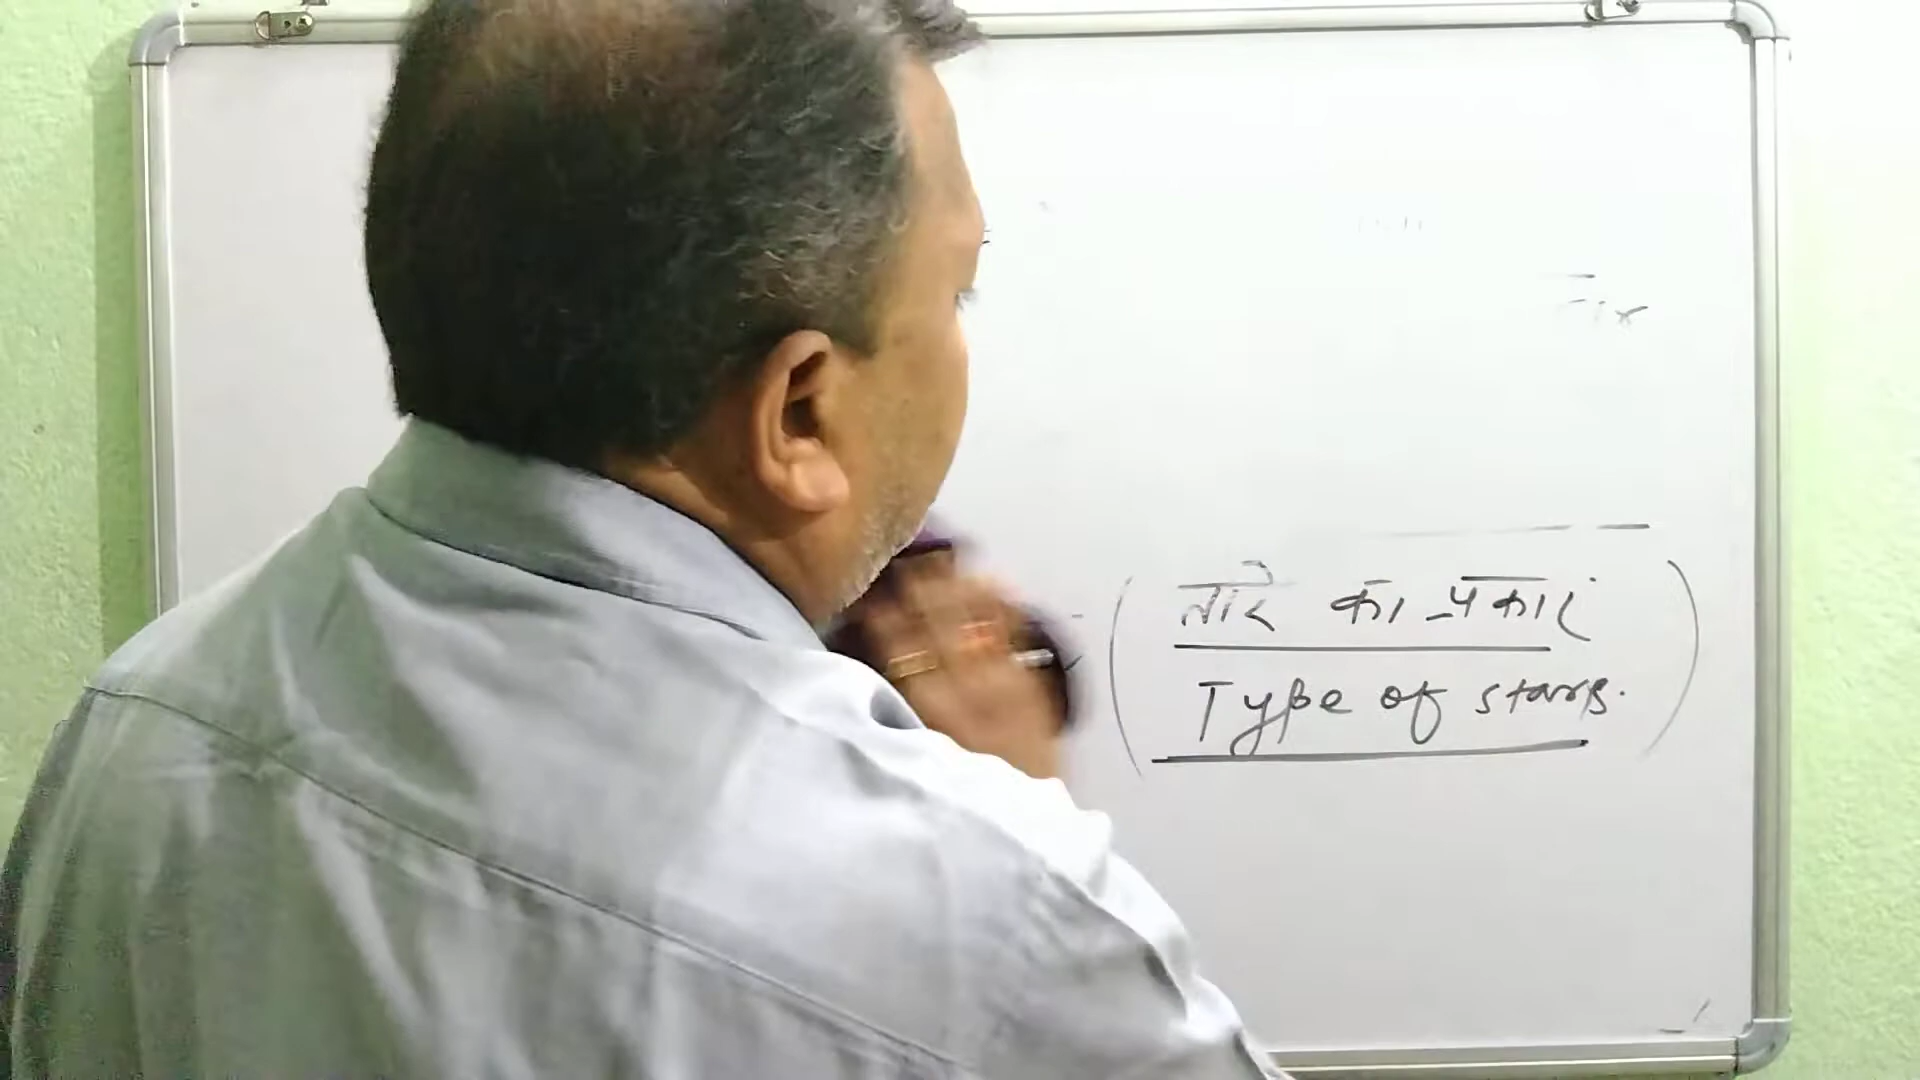 ( तारे का प्रकार
Type of stars. )